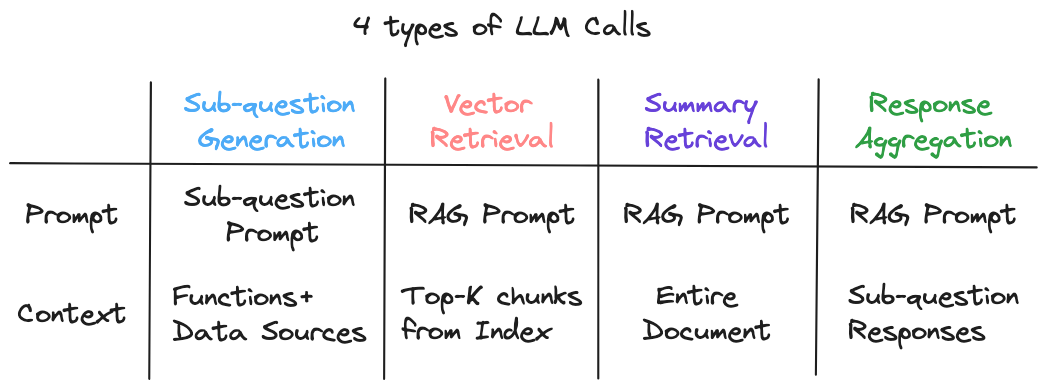 4 types of LLM Calls
Sub-question Generation
Vector Retrieval
Summary Retrieval
Response Aggregation
Prompt
Sub-question Prompt
RAG Prompt
RAG Prompt
RAG Prompt
Context
Functions+ Data Sources
Top-K chunks from Index
Entire Document
Sub-question Responses